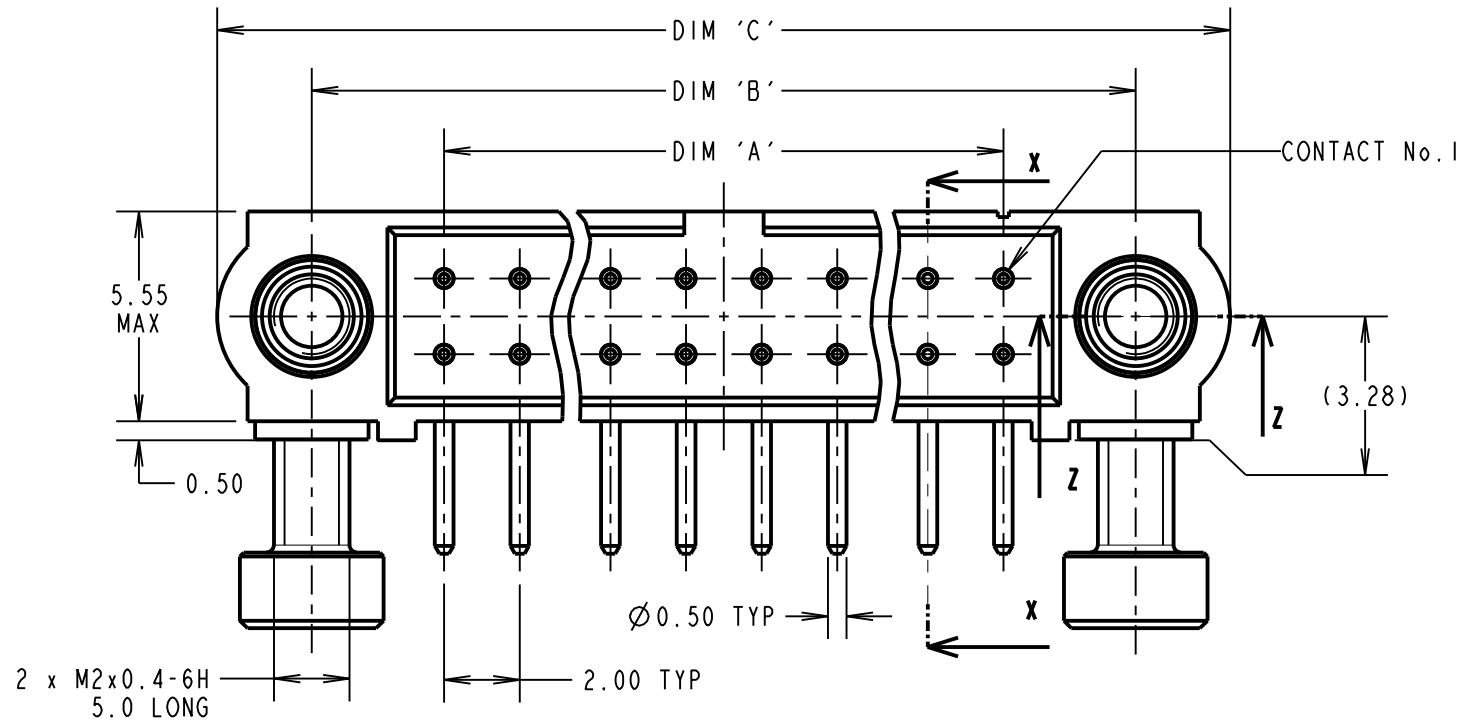 DIM 'C'
DIM 'B'
DIM 'A'
X
CONTACT No.1
5.55
MAX
(3.28)
Z
Z
0.50
Ø0.50 TYP
X
2 x M2x0.4-6H
5.0 LONG
2.00 TYP